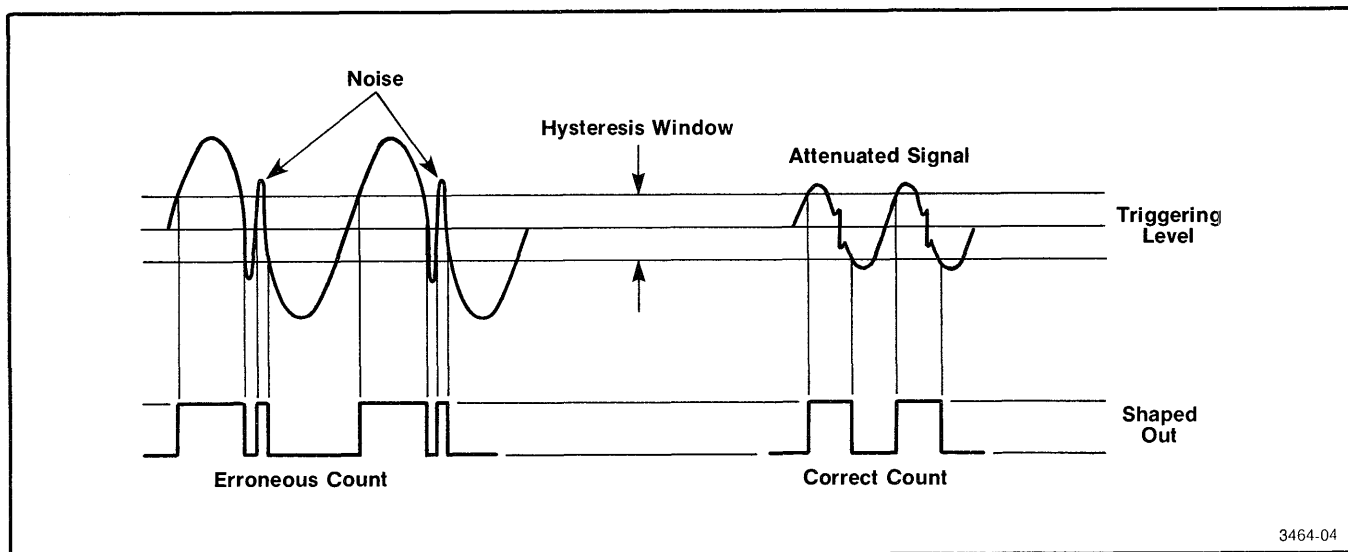 Noise
Hysteresis Window
Attenuated Signal
Triggering
Level
Shaped
Out
Erroneous Count
Correct Count
3464-04